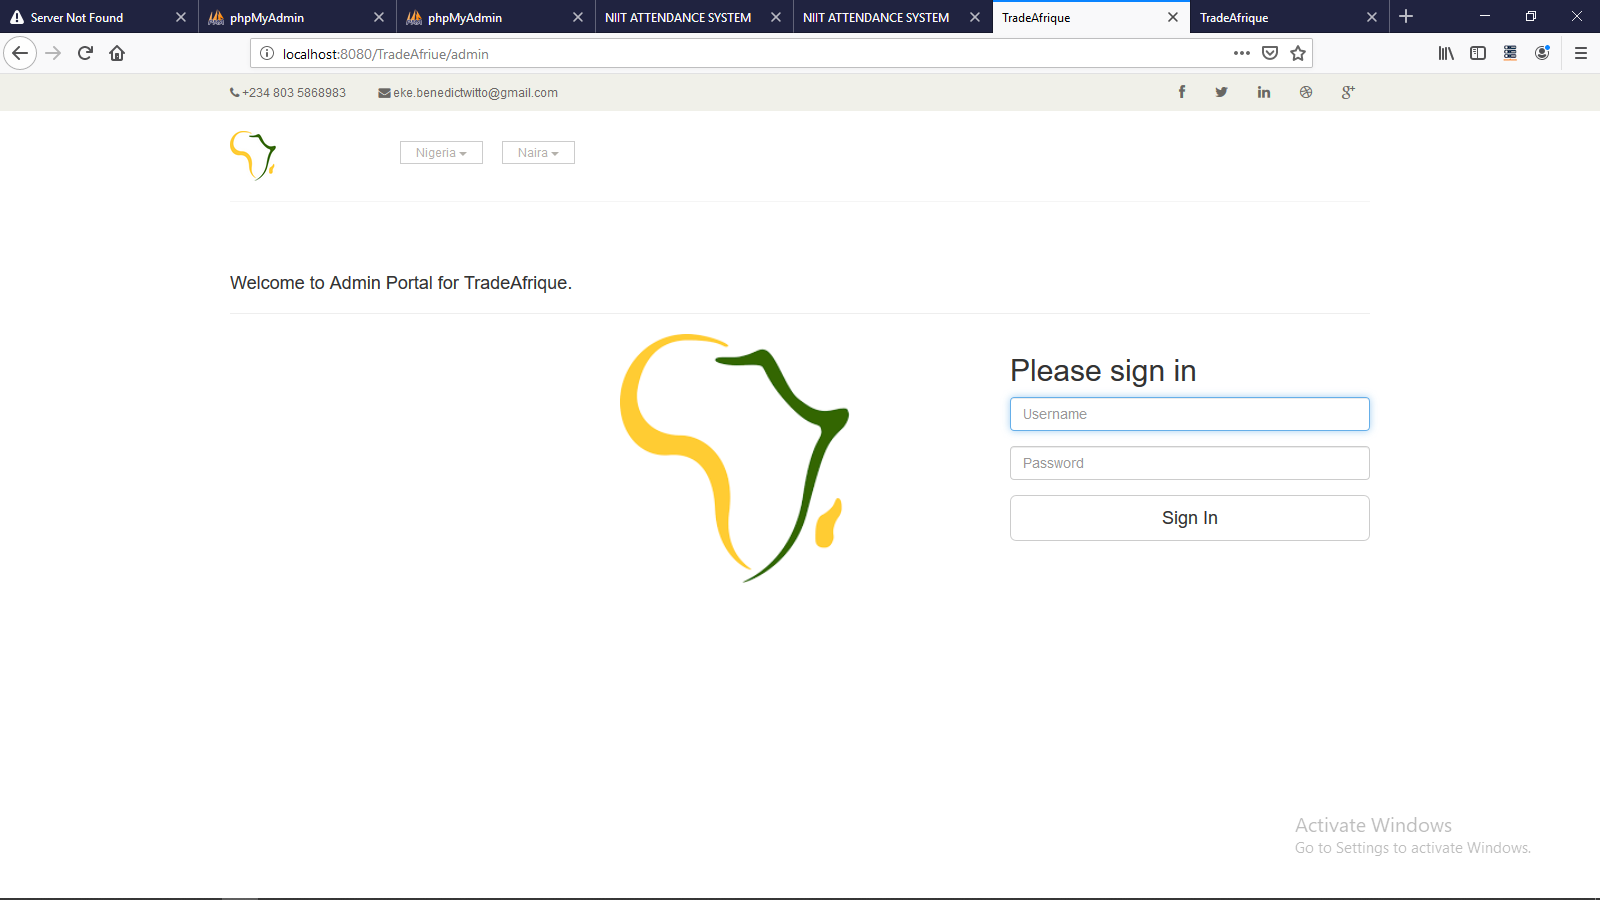 Server Not Found
phpMyAdmin
phpMyAdmin
NIIT ATTENDANCE SYSTEM
NIIT ATTENDANCE SYSTEM
TradeAfrique
TradeAfrique
localhost:8080/TradeAfriue/admin
+234 803 5868983
eke.benedictwitto@gmail.com
Nigeria
Naira
Welcome to Admin Portal for TradeAfrique.
Please sign in
Username
Password
Sign In
Activate Windows
Go to Settings to activate Windows.